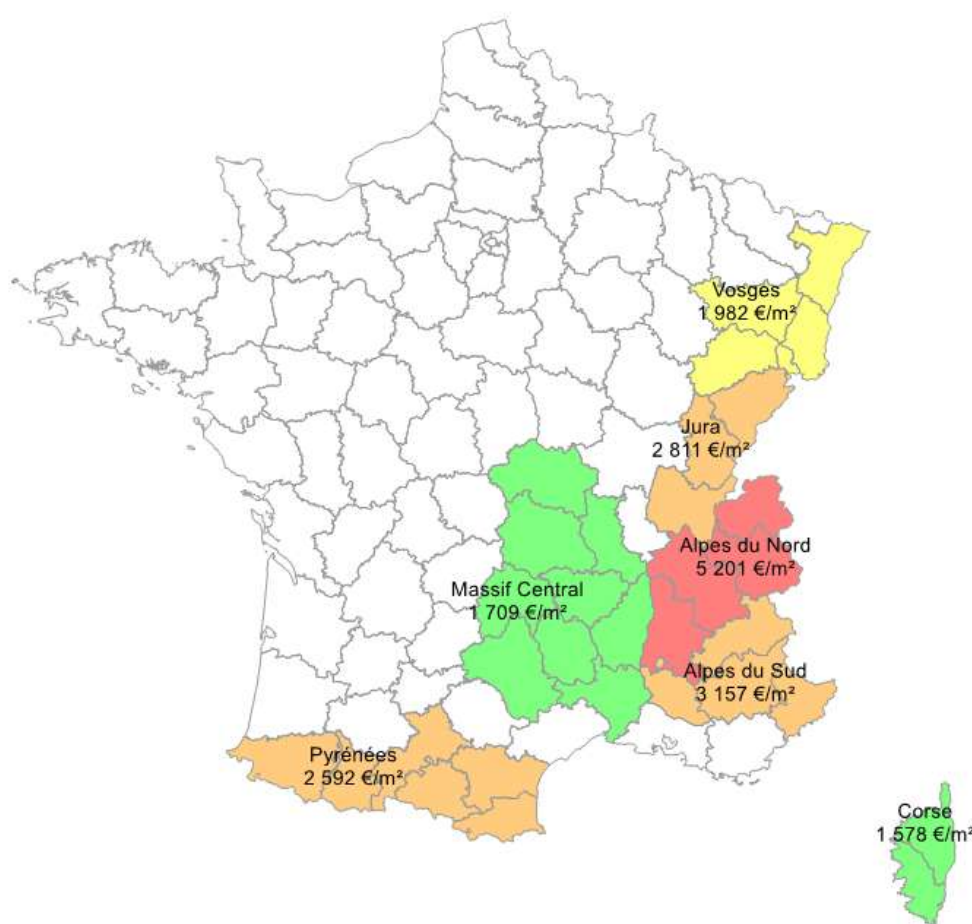 Vosges
1 982 €/m²
Jura
2 811 €/m²
Alpes du Nord
5 201 €/m²
Massif Central
1 709 €/m²
Alpes du Sud
3 157 €/m²
Pyrénées
2 592 €/m²
Corse
1 578 €/m²